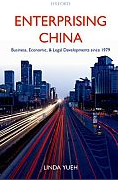 OXFORD
ENTERPRISING
CHINA
Business, Economic, & Legal Developments since 1979
LINDA YUEH